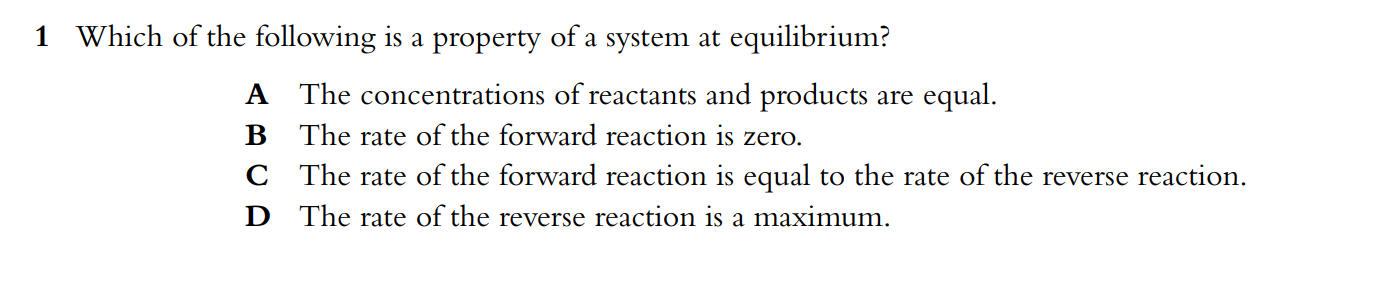 1 Which of the following is a property of a system at equilibrium?
A The concentrations of reactants and products are equal.
B The rate of the forward reaction is zero.
C The rate of the forward reaction is equal to the rate of the reverse reaction.
D The rate of the reverse reaction is a maximum.